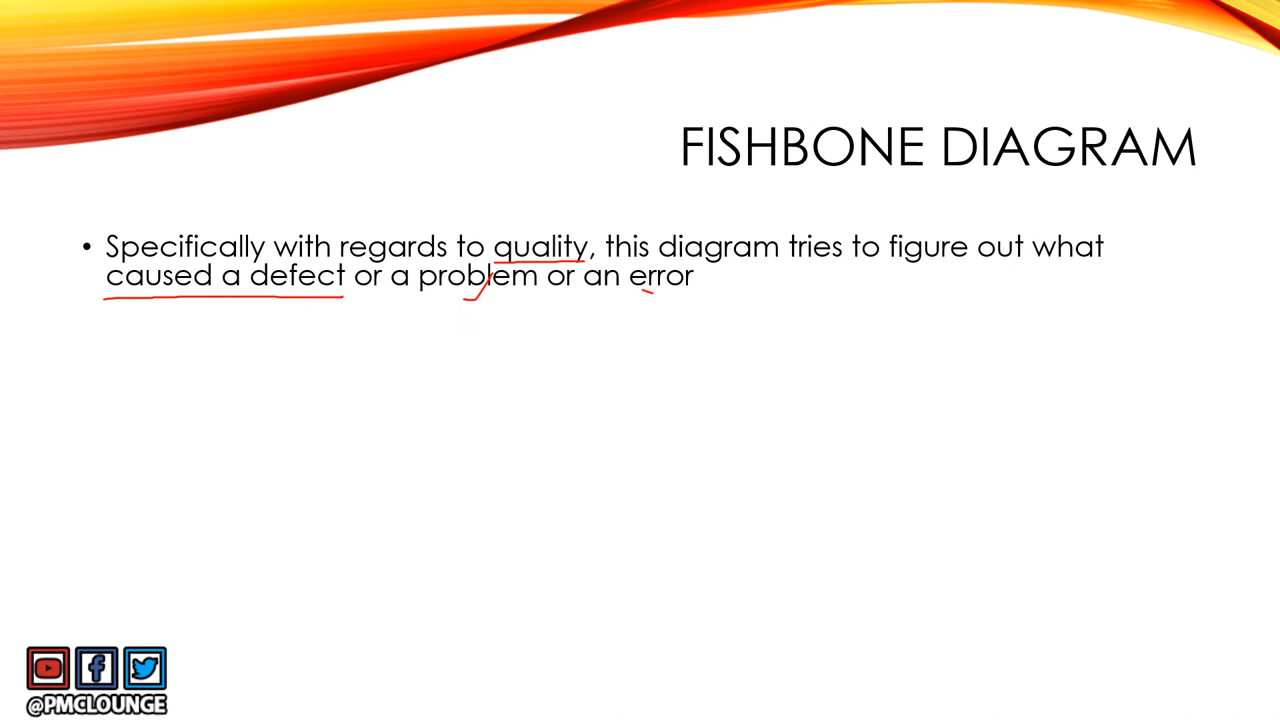 FISHBONE DIAGRAM
• Specifically with regards to quality, this diagram tries to figure out what
caused a defect or a problem or an error
@PMCLOUNGE